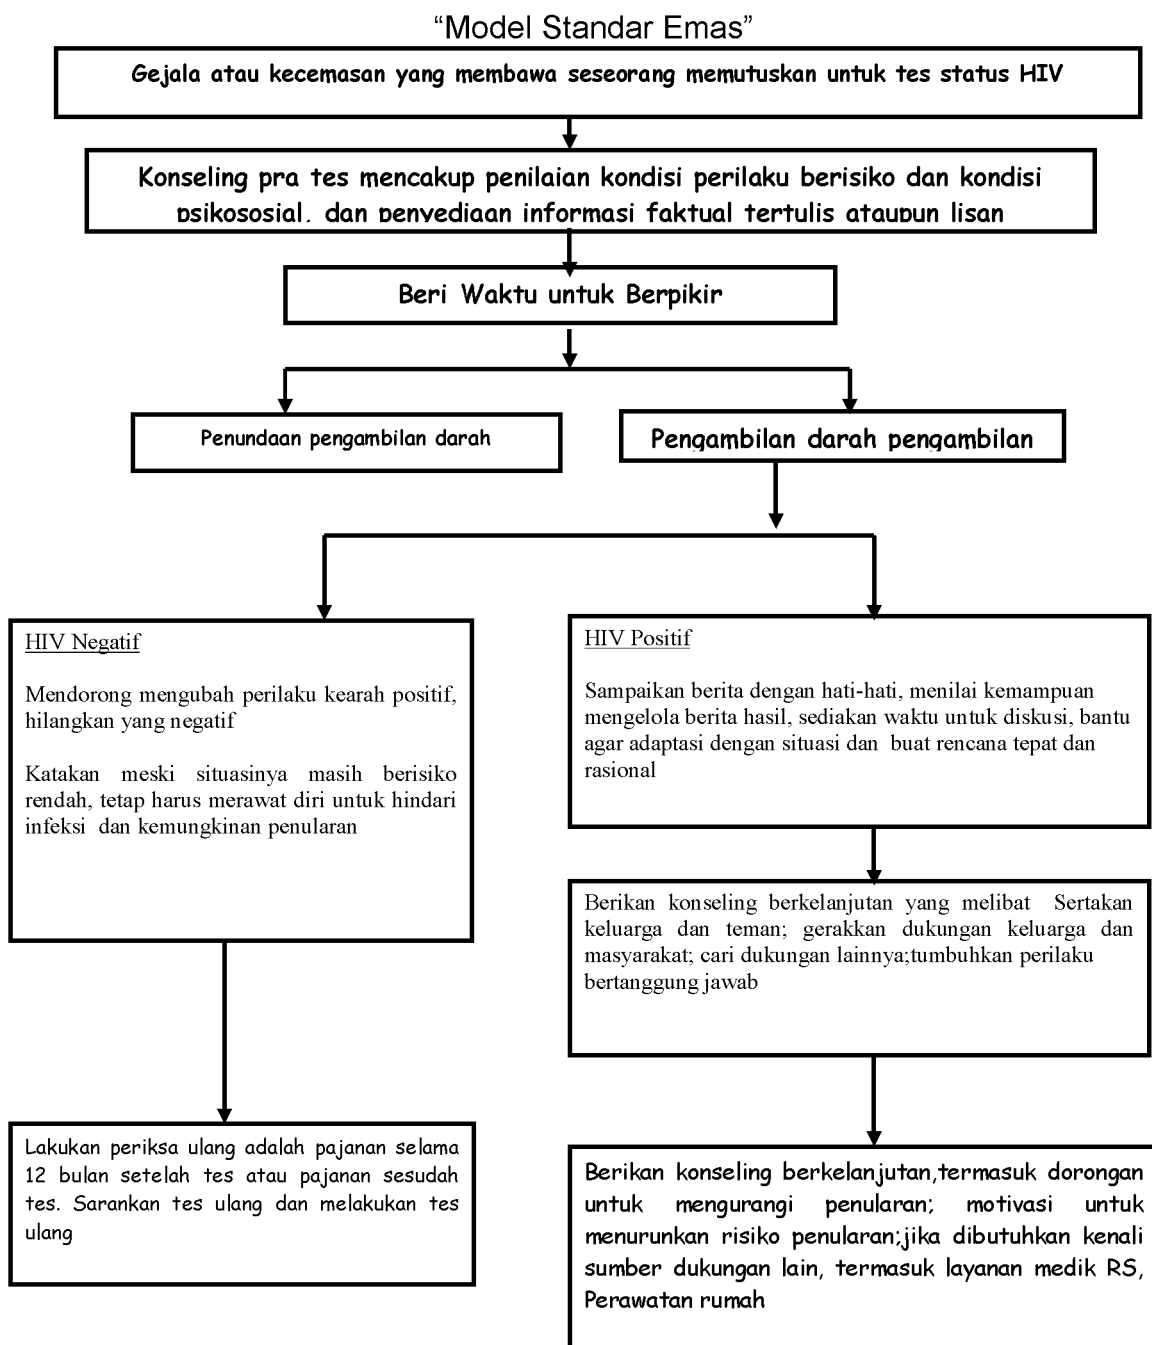 “Model Standar Emas”
Gejala atau kecemasan yang membawa seseorang memutuskan untuk tes status HIV
Konseling pra tes mencakup penilaian kondisi perilaku berisiko dan kondisi
psikososial, dan penyediaan informasi faktual tertulis ataupun lisan
Beri Waktu untuk Berpikir
Penundaan pengambilan darah
Pengambilan darah pengambilan
HIV Negatif
Mendorong mengubah perilaku kearah positif,
hilangkan yang negatif
Katakan meski situasinya masih berisiko
rendah, tetap harus merawat diri untuk hindari
infeksi dan kemungkinan penularan
HIV Positif
Sampaikan berita dengan hati-hati, menilai kemampuan
mengelola berita hasil, sediakan waktu untuk diskusi, bantu
agar adaptasi dengan situasi dan buat rencana tepat dan
rasional
Berikan konseling berkelanjutan yang melibat Sertakan
keluarga dan teman; gerakkan dukungan keluarga dan
masyarakat; cari dukungan lainnya;tumbuhkan perilaku
bertanggung jawab
Lakukan periksa ulang adalah pajanan selama
12 bulan setelah tes atau pajanan sesudah
tes. Sarankan tes ulang dan melakukan tes
ulang
Berikan konseling berkelanjutan,termasuk dorongan
untuk mengurangi penularan; motivasi untuk
menurunkan risiko penularan;jika dibutuhkan kenali
sumber dukungan lain, termasuk layanan medik RS,
Perawatan rumah